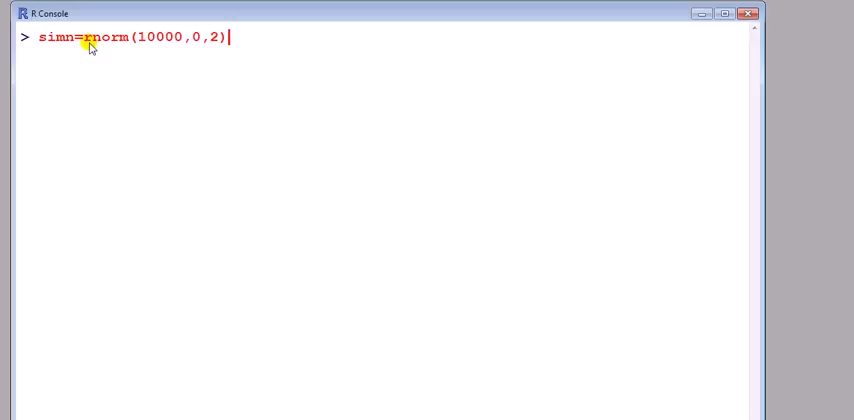 R Console
> simn=rnorm(10000,0,2)